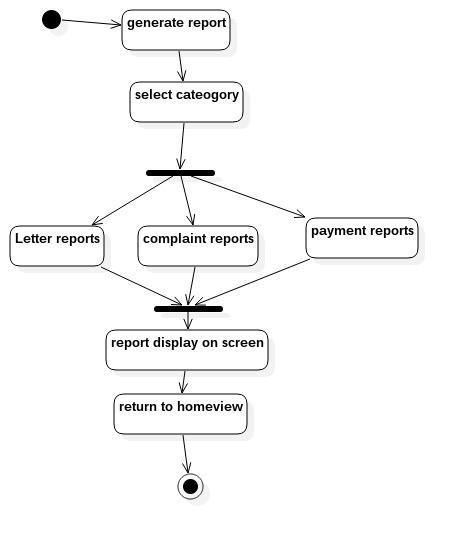 generate report
select cateogory
Letter reports
complaint reports
payment reports
report display on screen
return to homeview